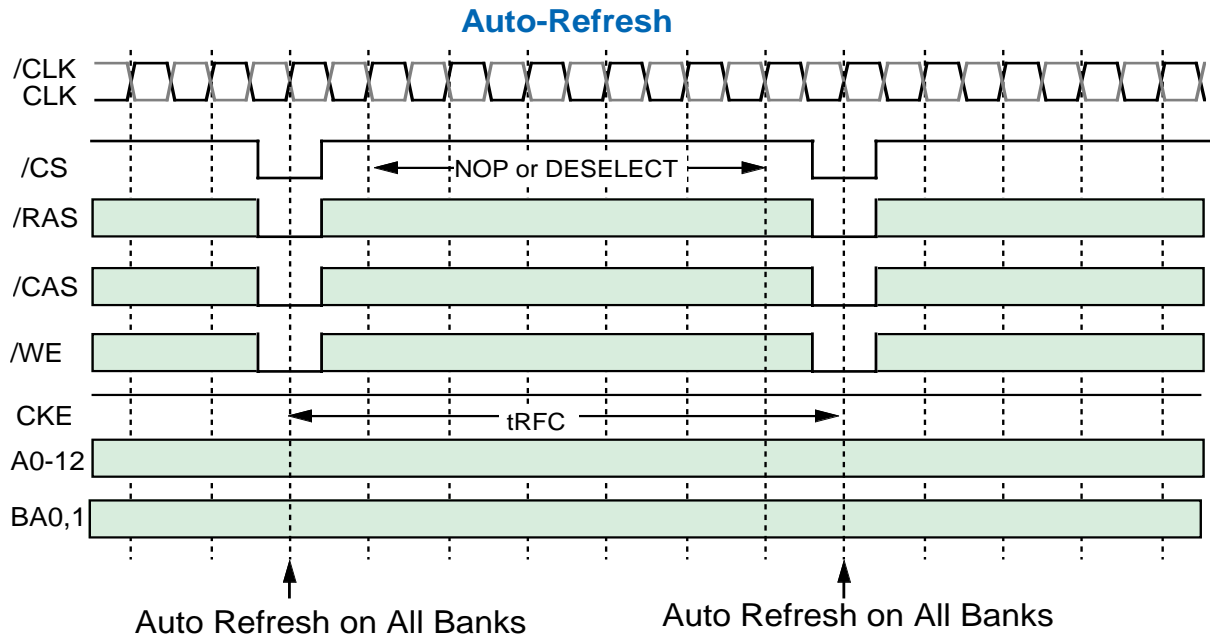 Auto-Refresh
/CLK
CLK
/CS
NOP or DESELECT
/RAS
/CAS
/WE
CKE
tRFC
A0-12
BA0,1
Auto Refresh on All Banks
Auto Refresh on All Banks